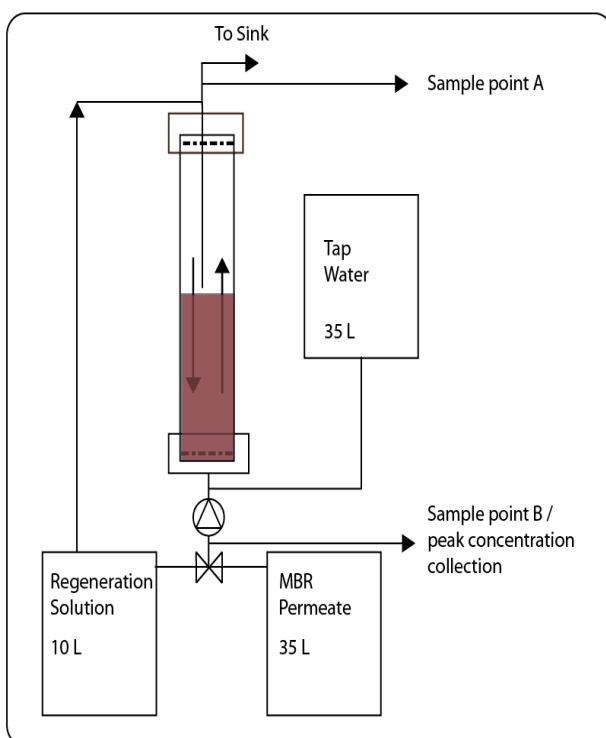 To Sink
Sample point A
Tap
Water
35 L
Sample point B /
peak concentration
collection
Regeneration
Solution
10 L
MBR
Permeate
35 L